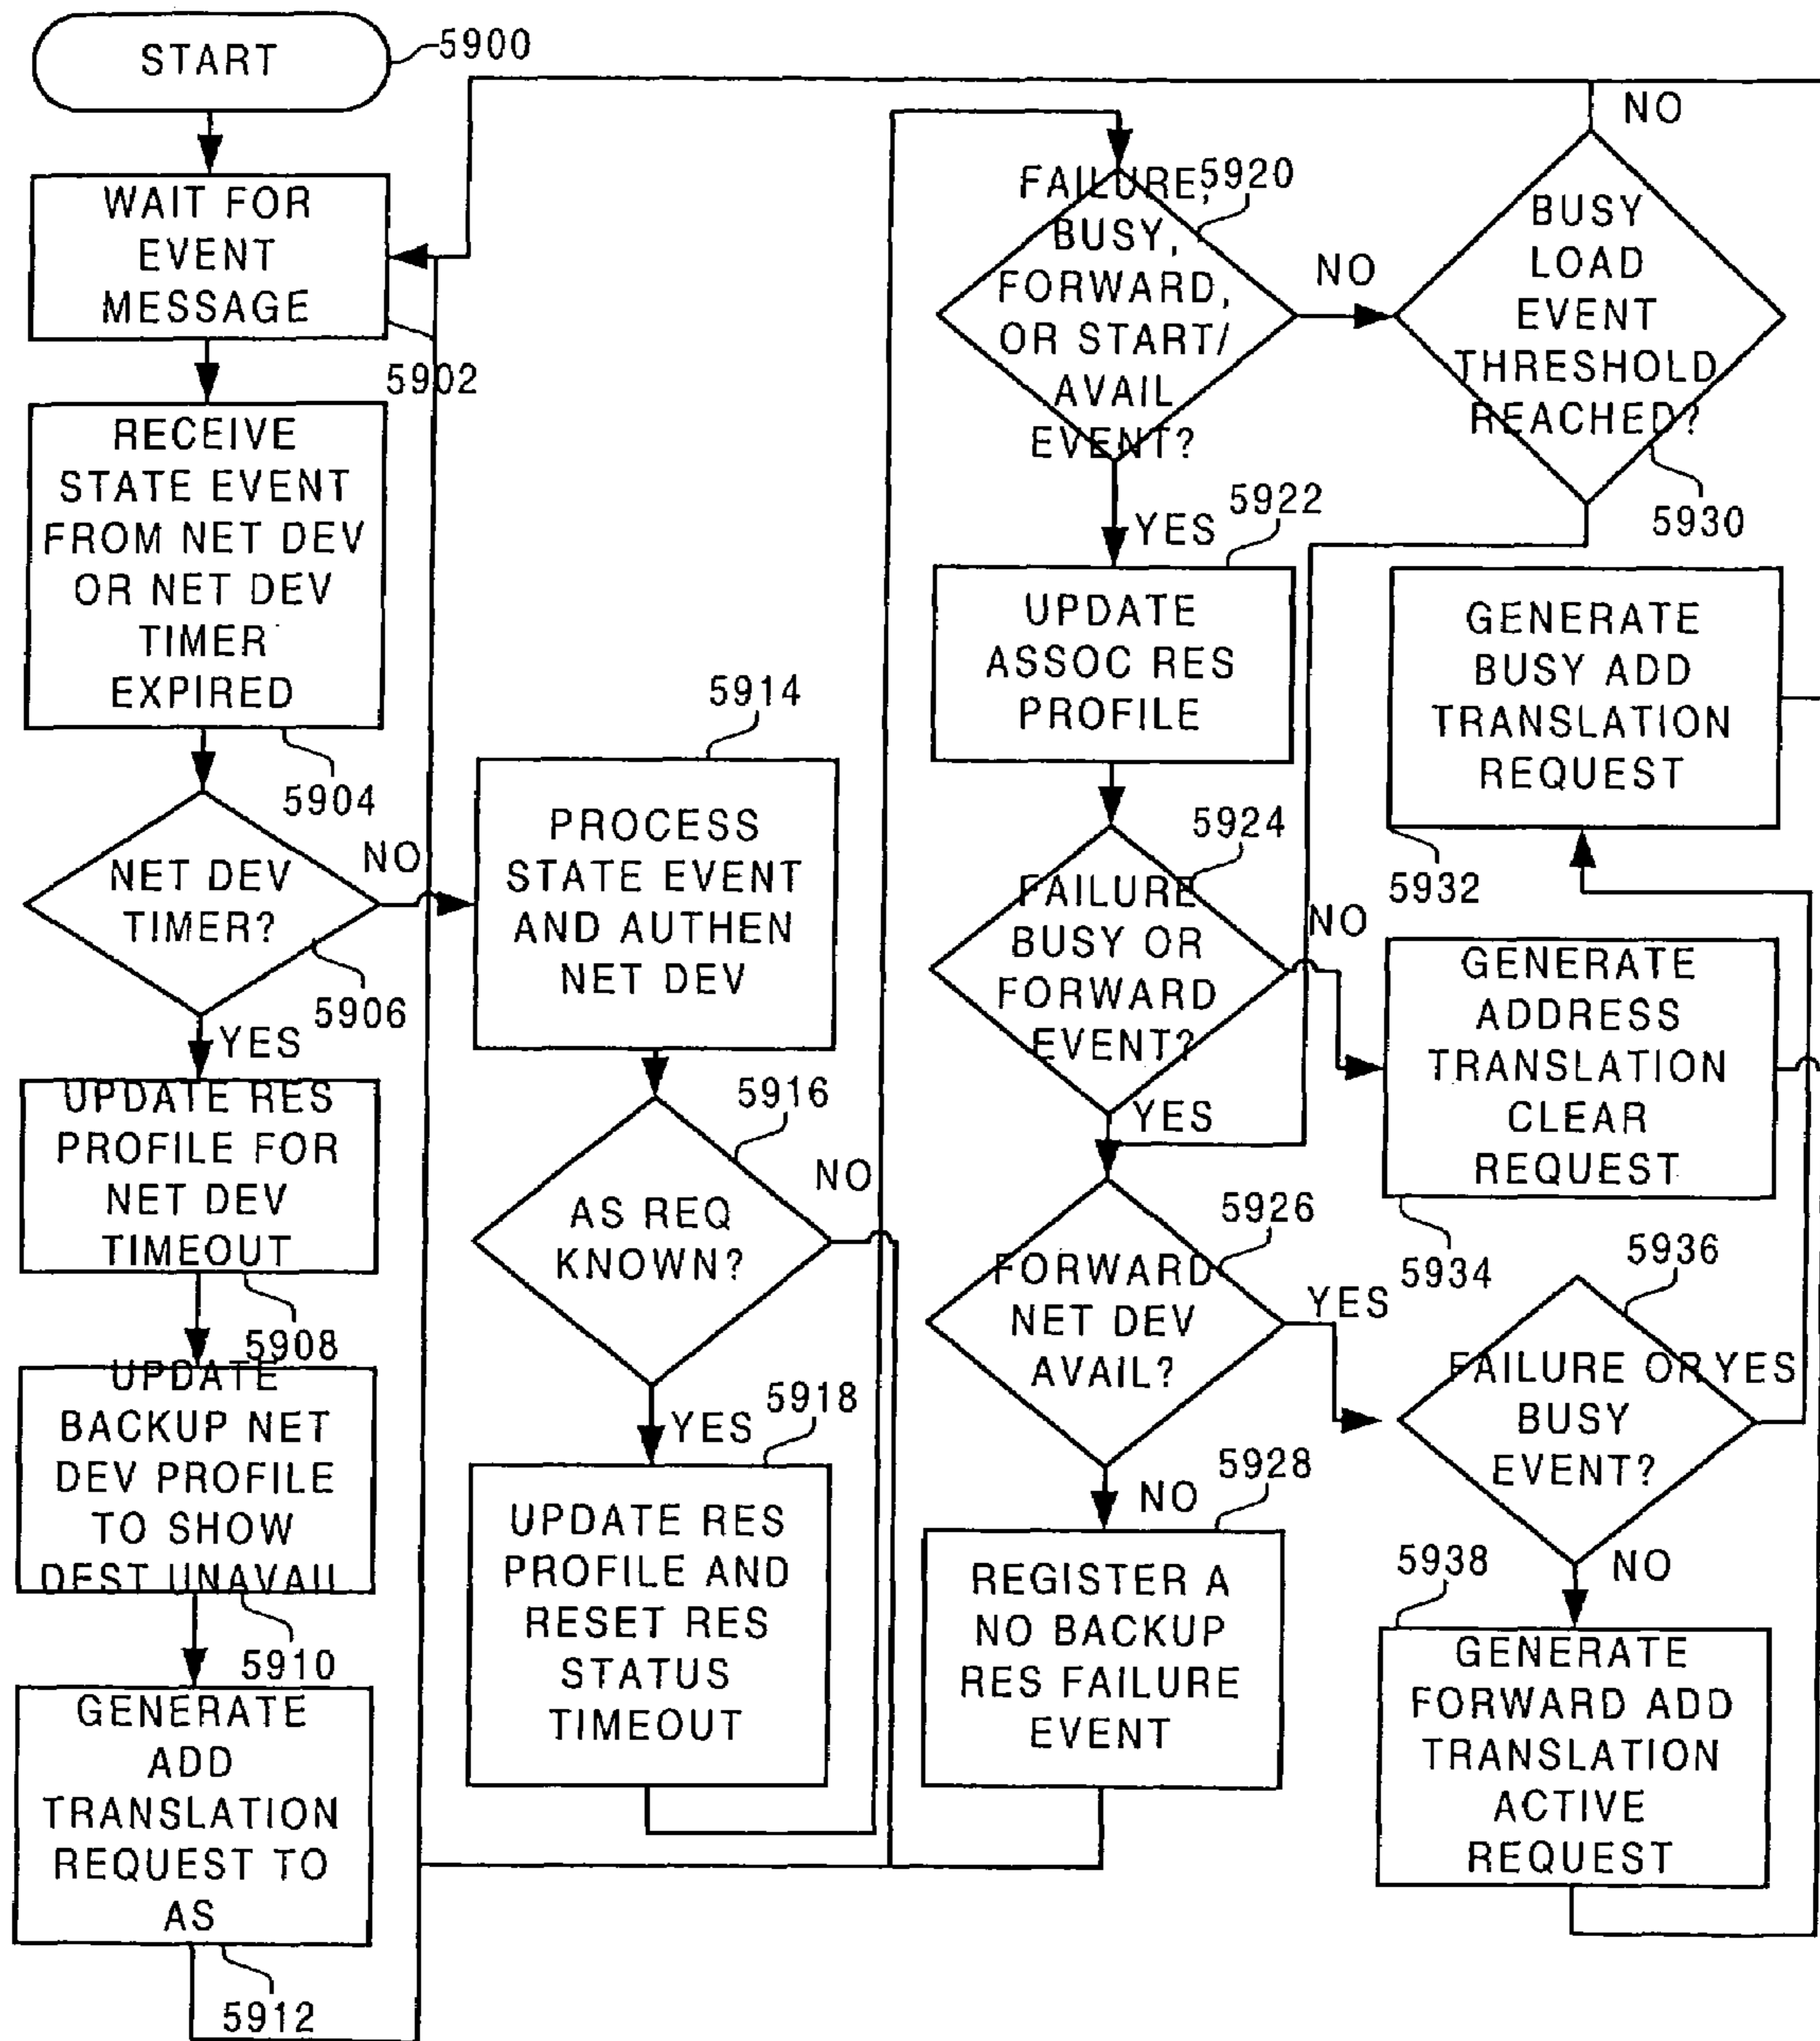 START
5900
WAIT FOR
EVENT
MESSAGE
5902
RECEIVE
STATE EVENT
FROM NET DEV
OR NET DEV
TIMER
EXPIRED
5904
NET DEV
TIMER?
NO
5906
YES
UPDATE RES
PROFILE FOR
NET DEV
TIMEOUT
5908
UPDATE
BACKUP NET
DEV PROFILE
TO SHOW
DEST UNAVAIL
5910
GENERATE
ADD
TRANSLATION
REQUEST TO
AS
5912
5914
PROCESS
STATE EVENT
AND AUTHEN
NET DEV
5916
AS REQ
KNOWN?
NO
YES
5918
UPDATE RES
PROFILE AND
RESET RES
STATUS
TIMEOUT
5920
FAILURE,
BUSY,
FORWARD,
OR START/
AVAIL
EVENT?
NO
YES
5922
UPDATE
ASSOC RES
PROFILE
5924
FAILURE
BUSY OR
FORWARD
EVENT?
NO
YES
5926
FORWARD
NET DEV
AVAIL?
YES
NO
5928
REGISTER A
NO BACKUP
RES FAILURE
EVENT
NO
BUSY
LOAD
EVENT
THRESHOLD
REACHED?
5930
GENERATE
BUSY ADD
TRANSLATION
REQUEST
5932
GENERATE
ADDRESS
TRANSLATION
CLEAR
REQUEST
5934
5936
FAILURE OR
BUSY
EVENT?
YES
NO
5938
GENERATE
FORWARD ADD
TRANSLATION
ACTIVE
REQUEST